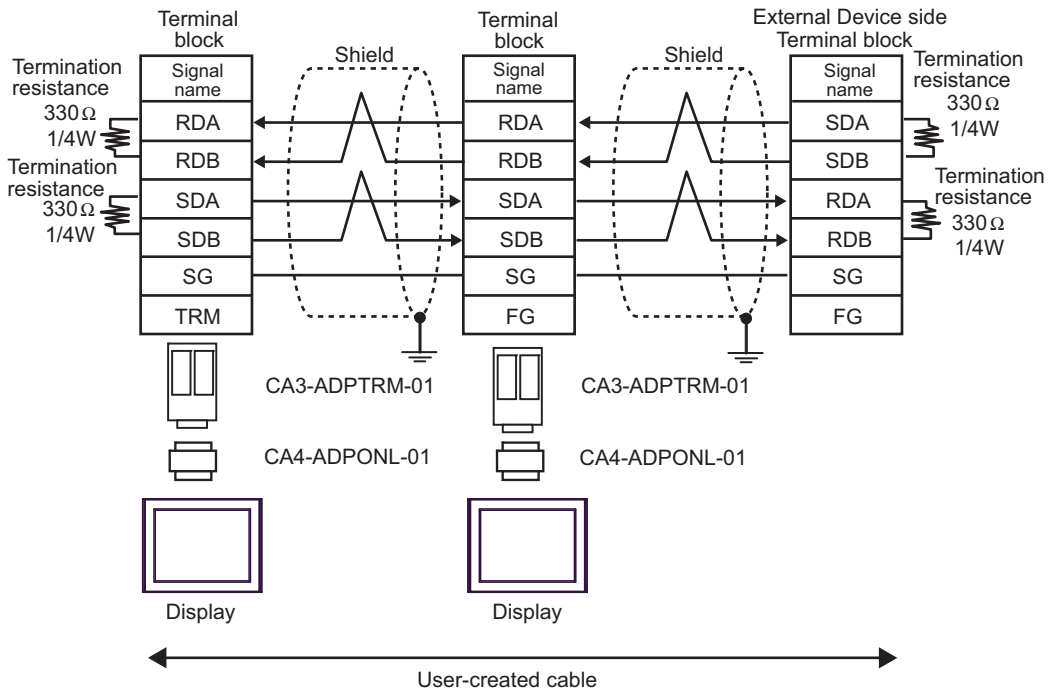 Terminal
block
Terminal
block
External Device side
Terminal block
Shield
Shield
Termination
resistance
330Ω
1/4W
Termination
resistance
330Ω
1/4W
Signal
name
RDA
RDB
SDA
SDB
SG
TRM
Signal
name
RDA
RDB
SDA
SDB
SG
FG
Signal
name
SDA
SDB
RDA
RDB
SG
FG
Termination
resistance
330Ω
1/4W
Termination
resistance
330Ω
1/4W
CA3-ADPTRM-01
CA3-ADPTRM-01
CA4-ADPONL-01
CA4-ADPONL-01
Display
Display
User-created cable